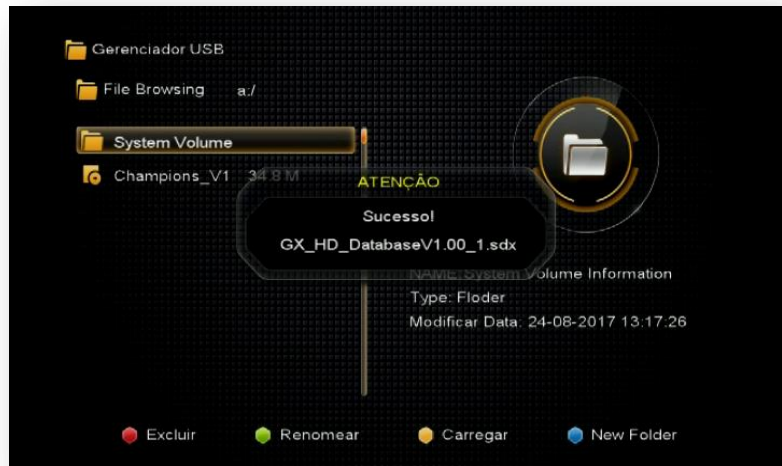 Gerenciador USB
File Browsing a:/
System Volume
Champions_V1 34.8 M
ATENÇÃO
Sucesso!
GX_HD_DatabaseV1.00_1.sdx
NAME: System Volume Information
Type: Floder
Modificar Data: 24-08-2017 13:17:26
Excluir Renomear Carregar New Folder